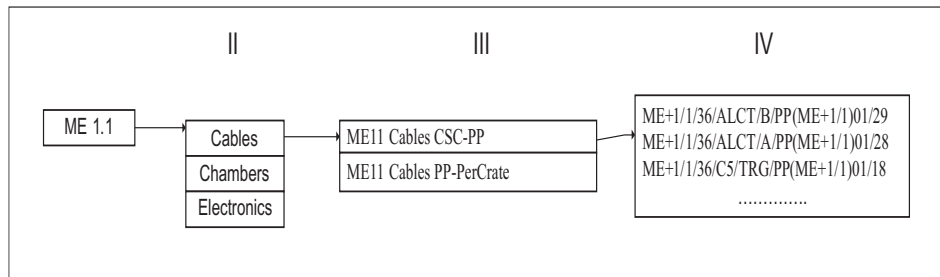 II III IV
ME 1.1
Cables
Chambers
Electronics
ME11 Cables CSC-PP
ME11 Cables PP-PerCrate
ME+1/1/36/ALCT/B/PP(ME+1/1)01/29
ME+1/1/36/ALCT/A/PP(ME+1/1)01/28
ME+1/1/36/C5/TRG/PP(ME+1/1)01/18
..............